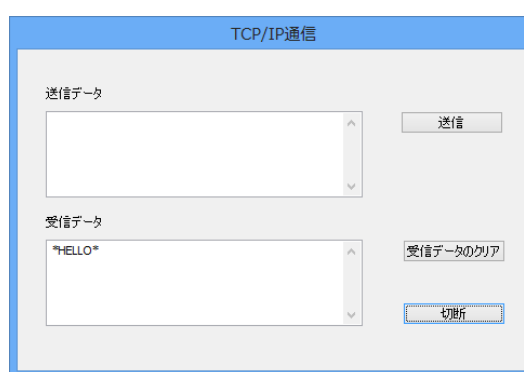 TCP/IP通信
送信データ
送信
受信データ
*HELLO*
受信データのクリア
切断